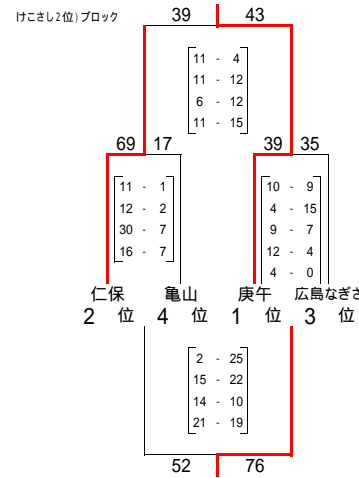 けこさし2位)ブロック
39 43
11 - 4
11 - 12
6 - 12
11 - 15
69 17 39 35
11 - 1
12 - 2
30 - 7
16 - 7
10 - 9
4 - 15
9 - 7
12 - 4
4 - 0
仁保 亀山 庚午 広島なぎさ
2 位 4 位 1 位 3 位
2 - 25
15 - 22
14 - 10
21 - 19
52 76